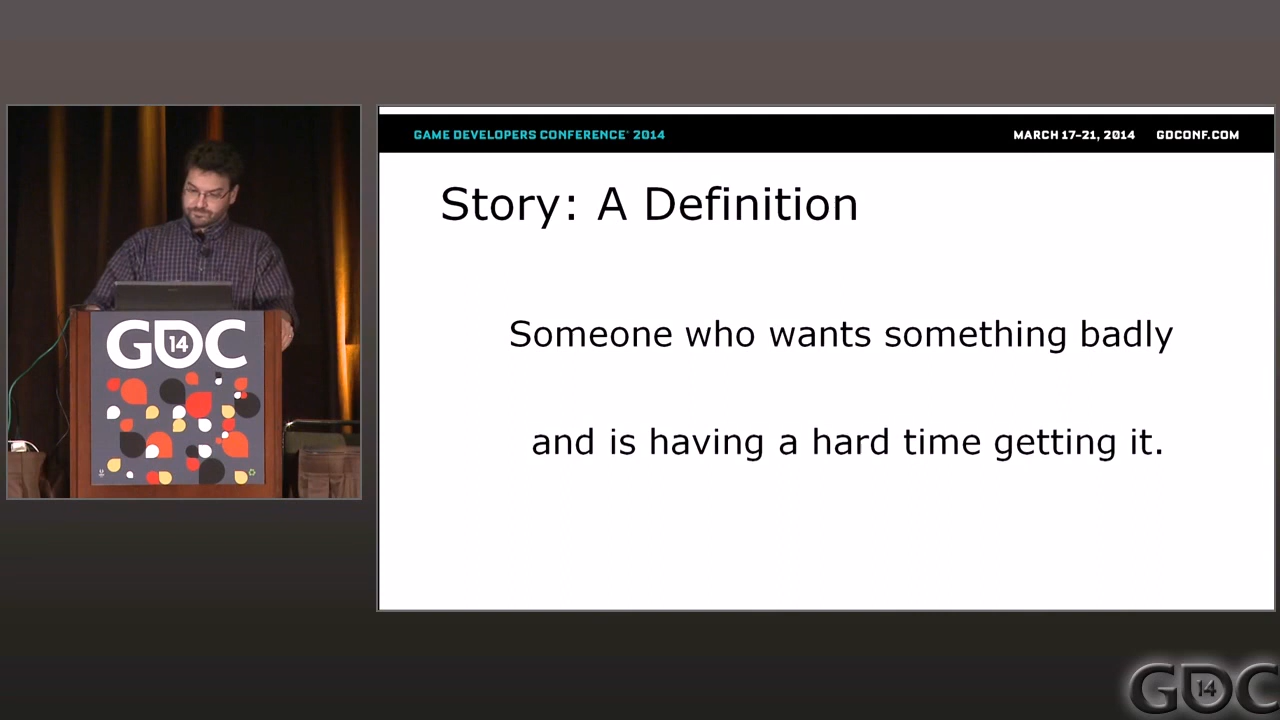 GAME DEVELOPERS CONFERENCE® 2014
MARCH 17-21, 2014 GDCONF.COM
Story: A Definition
Someone who wants something badly
and is having a hard time getting it.
GDC
14
GDC
14